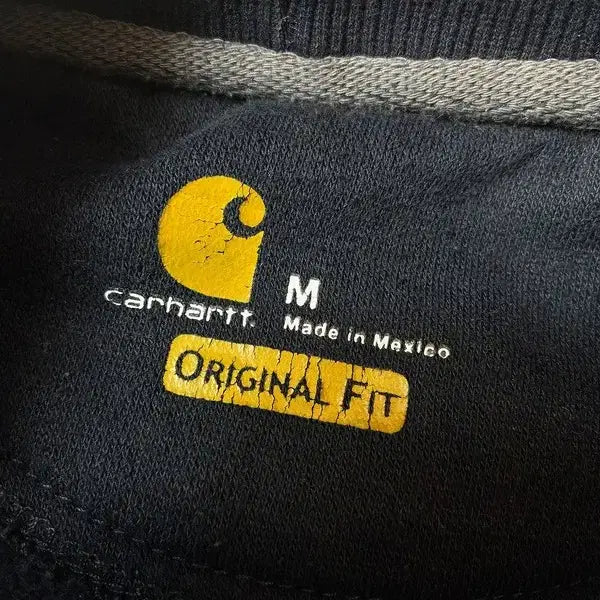 carhartt.
M
Made in Mexico
ORIGINAL FIT